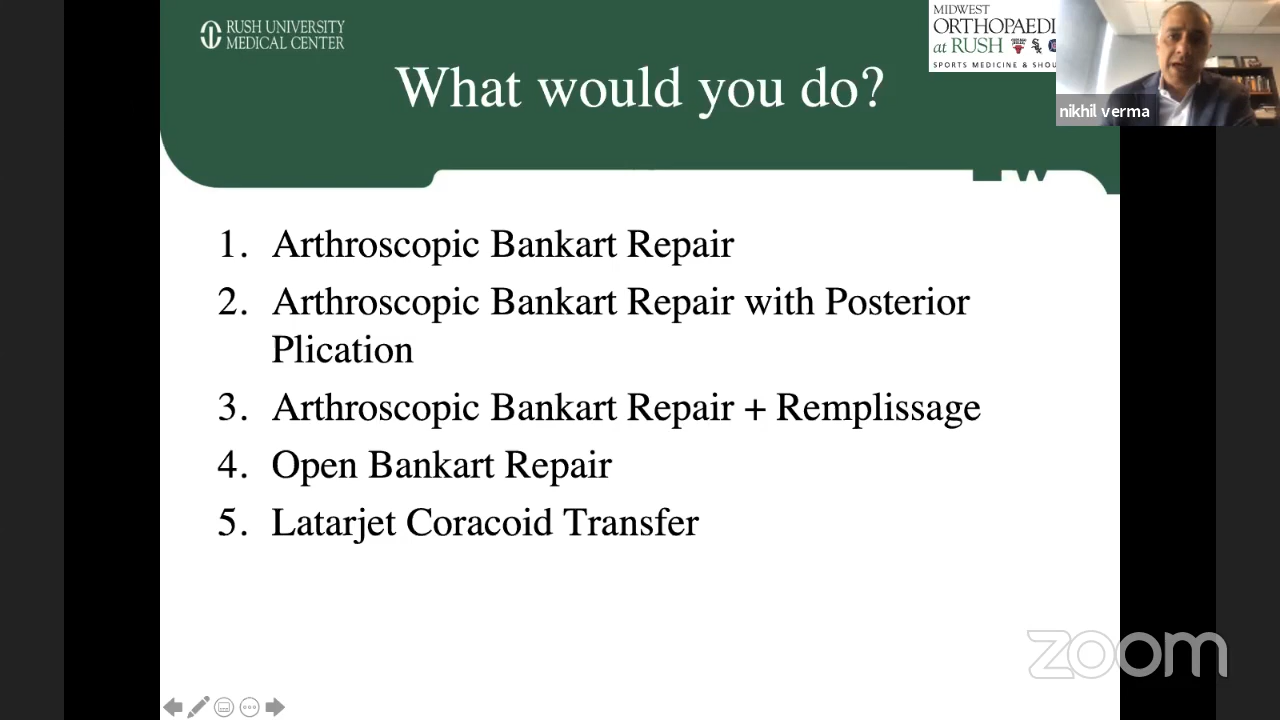 RUSH UNIVERSITY
MEDICAL CENTER
MIDWEST
ORTHOPAEDI
at RUSH
SPORTS MEDICINE & SHOU
nikhil verma
What would you do?
1. Arthroscopic Bankart Repair
2. Arthroscopic Bankart Repair with Posterior
Plication
3. Arthroscopic Bankart Repair + Remplissage
4. Open Bankart Repair
5. Latarjet Coracoid Transfer
zoom